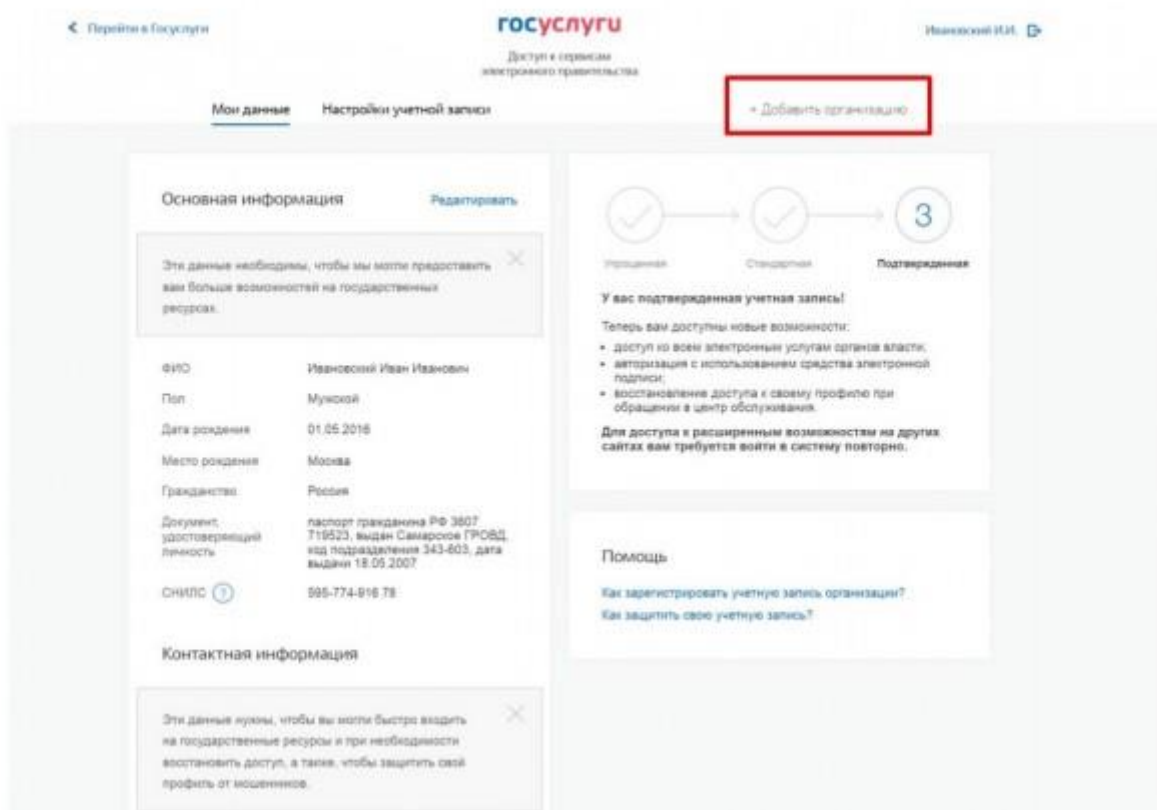 Перейти в Госуслуги
госуслуги
Ивановский И.И.
Доступ к сервисам
электронного правительства
Мои данные
Настройки учетной записи
+ Добавить организацию
Основная информация
Редактировать
Эти данные необходимы, чтобы мы могли предоставить
вам больше возможностей на государственных
ресурсах.
ФИО
Ивановский Иван Иванович
Пол
Мужской
Дата рождения
01.05.2016
Место рождения
Москва
Гражданство
Россия
Документ,
удостоверяющий
личность
паспорт гражданина РФ 3607
719523, выдан Самарское ГРОВД,
код подразделения 343-603, дата
выдачи 18.05.2007
СНИЛС ?
595-774-916 78
Контактная информация
Эти данные нужны, чтобы вы могли быстро входить
на государственные ресурсы и при необходимости
восстановить доступ, а также, чтобы защитить свой
профиль от мошенников.
3
Упрощенная
Стандартная
Подтвержденная
У вас подтвержденная учетная запись!
Теперь вам доступны новые возможности:
• доступ ко всем электронным услугам органов власти;
• авторизация с использованием средства электронной
подписи;
• восстановление доступа к своему профилю при
обращении в центр обслуживания.
Для доступа к расширенным возможностям на других
сайтах вам требуется войти в систему повторно.
Помощь
Как зарегистрировать учетную запись организации?
Как защитить свою учетную запись?